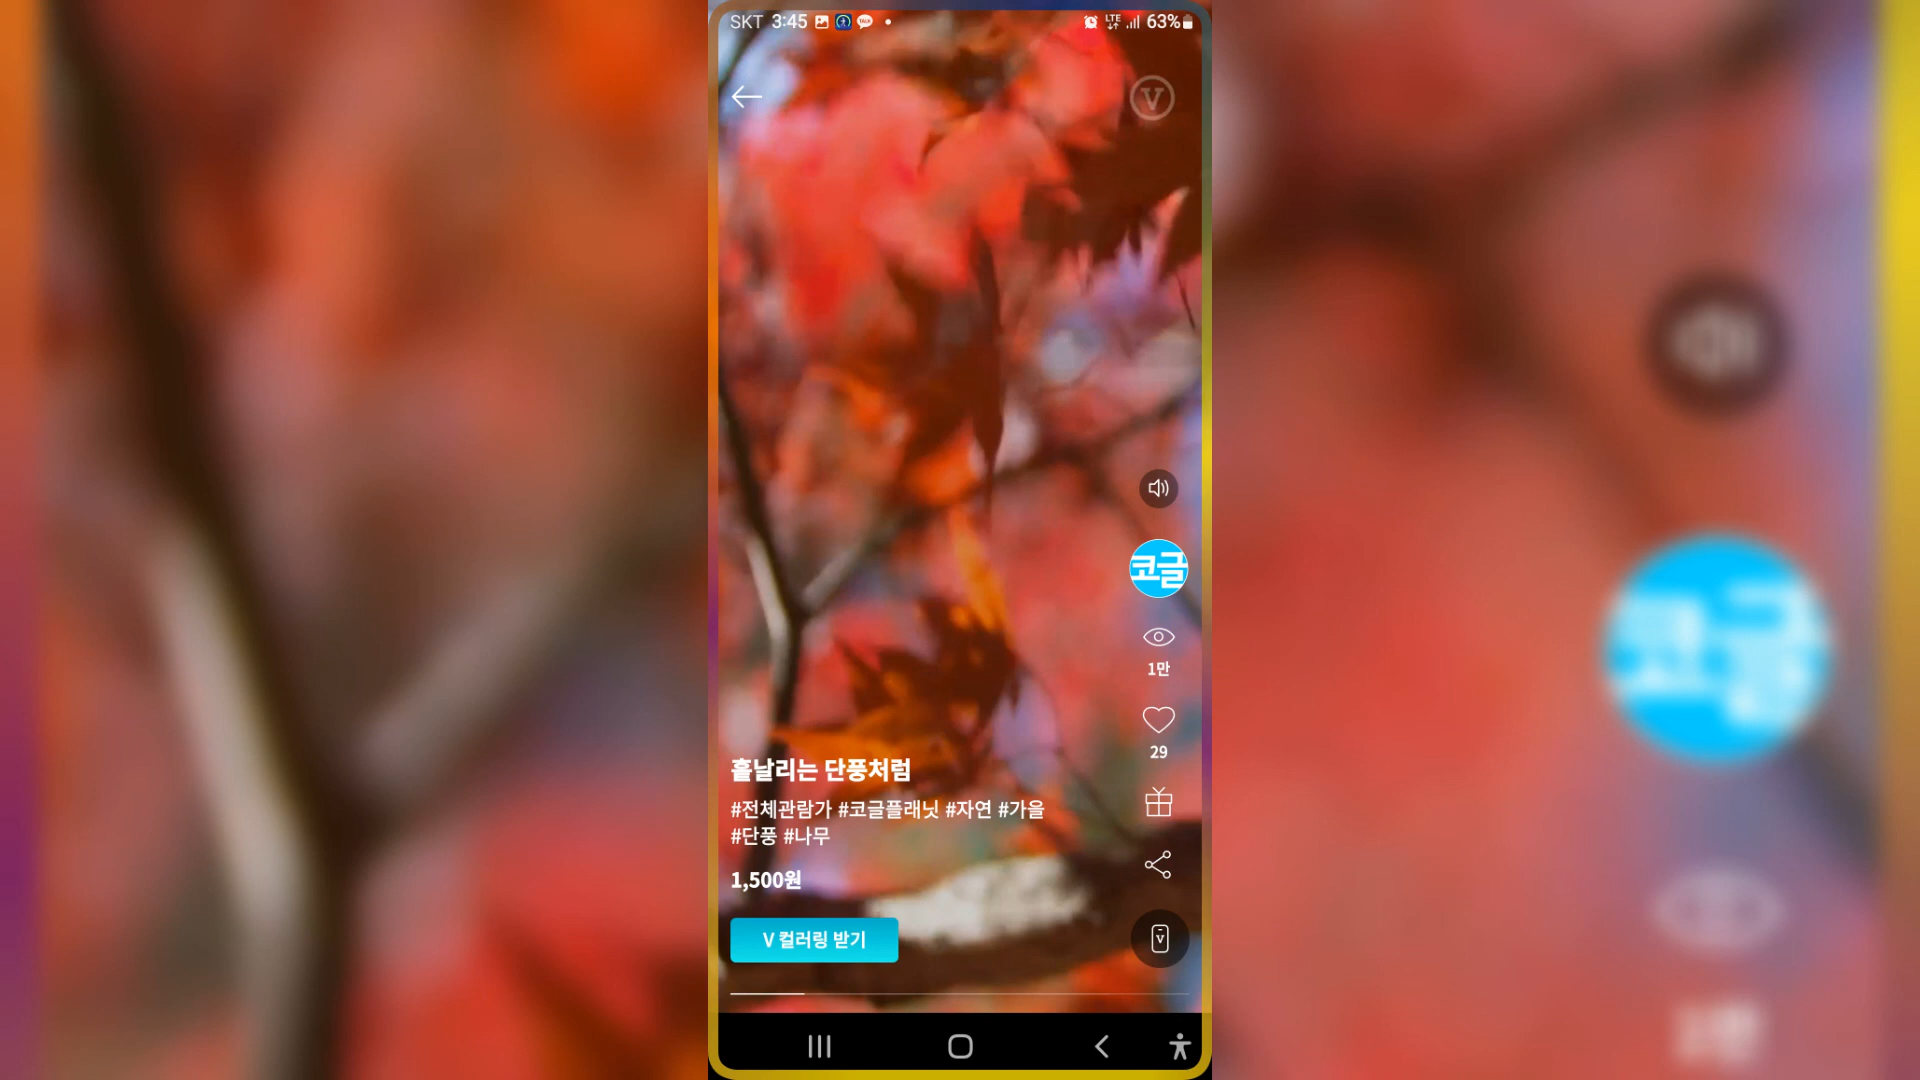 SKT 3:45
LTE 63%
V
코글
1만
29
흩날리는 단풍처럼
#전체관람가 #코글플래닛 #자연 #가을
#단풍 #나무
1,500원
V 컬러링 받기
V